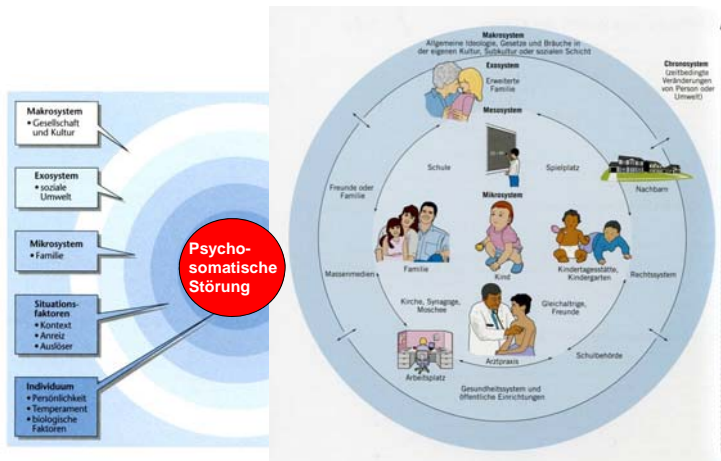 Makrosystem
• Gesellschaft
und Kultur
Exosystem
• soziale
Umwelt
Mikrosystem
• Familie
Situations-
faktoren
• Kontext
• Anreiz
• Auslöser
Individuum
• Persönlichkeit
• Temperament
• biologische
Faktoren
Psycho-
somatische
Störung
Makrosystem
Allgemeine Ideologie, Gesetze und Bräuche in
der eigenen Kultur, Subkultur oder sozialen Schicht
Exosystem
Erweiterte
Familie
Chronosystem
(zeitbedingte
Veränderungen
von Person oder
Umwelt)
Mesosystem
Schule
Spielplatz
Freunde oder
Familie
Nachbarn
Mikrosystem
Massenmedien
Familie
Kind
Kindertagesstätte,
Kindergarten
Rechtssystem
Kirche, Synagoge,
Moschee
Gleichaltrige,
Freunde
Arbeitsplatz
Arztpraxis
Schulbehörde
Gesundheitssystem und
öffentliche Einrichtungen